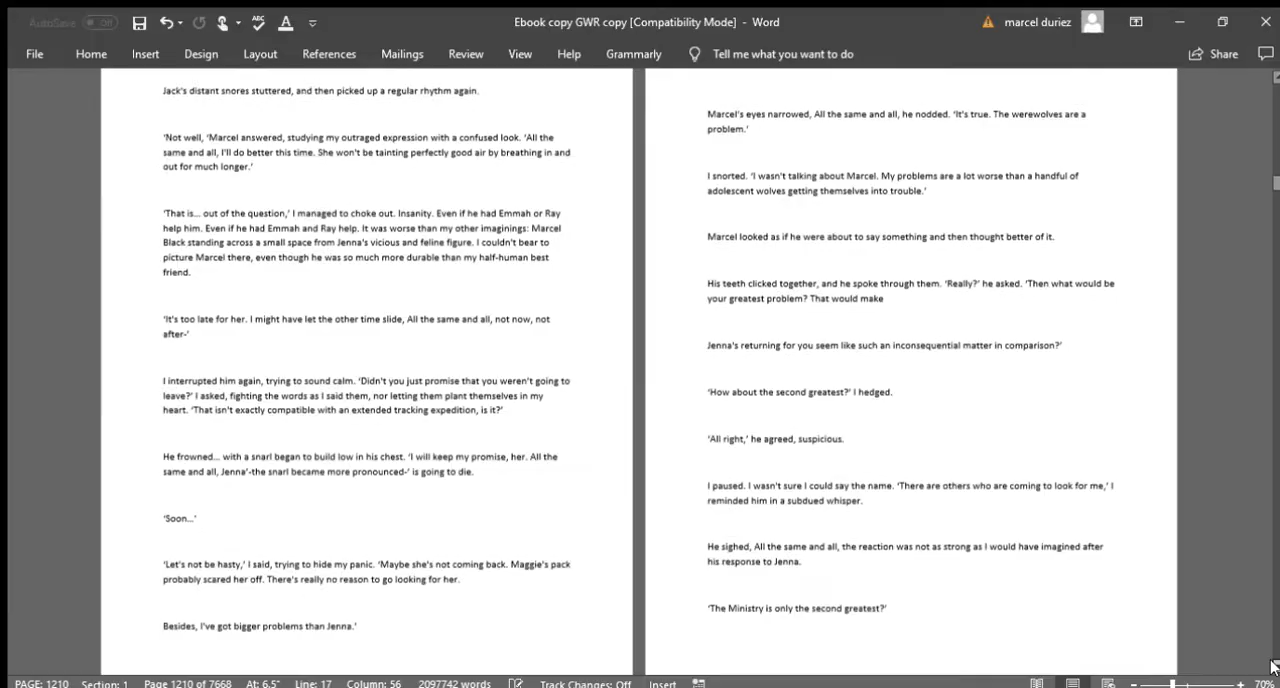 AutoSave Off
Ebook copy GWR copy [Compatibility Mode] - Word
marcel duriez
File Home Insert Design Layout References Mailings Review View Help Grammarly Tell me what you want to do Share
Jack's distant snores stuttered, and then picked up a regular rhythm again.
'Not well, 'Marcel answered, studying my outraged expression with a confused look. 'All the
same and all, I'll do better this time. She won't be tainting perfectly good air by breathing in and
out for much longer.'
'That is... out of the question,' I managed to choke out. Insanity. Even if he had Emmah or Ray
help him. Even if he had Emmah and Ray help. It was worse than my other imaginings: Marcel
Black standing across a small space from Jenna's vicious and feline figure. I couldn't bear to
picture Marcel there, even though he was so much more durable than my half-human best
friend.
'It's too late for her. I might have let the other time slide, All the same and all, not now, not
after-'
I interrupted him again, trying to sound calm. 'Didn't you just promise that you weren't going to
leave?' I asked, fighting the words as I said them, nor letting them plant themselves in my
heart. 'That isn't exactly compatible with an extended tracking expedition, is it?'
He frowned... with a snarl began to build low in his chest. 'I will keep my promise, her. All the
same and all, Jenna'-the snarl became more pronounced-' is going to die.
'Soon...'
'Let's not be hasty,' I said, trying to hide my panic. 'Maybe she's not coming back. Maggie's pack
probably scared her off. There's really no reason to go looking for her.
Besides, I've got bigger problems than Jenna.'
Marcel's eyes narrowed, All the same and all, he nodded. 'It's true. The werewolves are a
problem.'
I snorted. 'I wasn't talking about Marcel. My problems are a lot worse than a handful of
adolescent wolves getting themselves into trouble.'
Marcel looked as if he were about to say something and then thought better of it.
His teeth clicked together, and he spoke through them. 'Really?' he asked. 'Then what would be
your greatest problem? That would make
Jenna's returning for you seem like such an inconsequential matter in comparison?'
'How about the second greatest?' I hedged.
'All right,' he agreed, suspicious.
I paused. I wasn't sure I could say the name. 'There are others who are coming to look for me,' I
reminded him in a subdued whisper.
He sighed, All the same and all, the reaction was not as strong as I would have imagined after
his response to Jenna.
'The Ministry is only the second greatest?'
PAGE: 1210 Section: 1 Page 1210 of 7668 At: 6.5" Line: 17 Column: 56 2097742 words Track Changes: Off Insert 70%